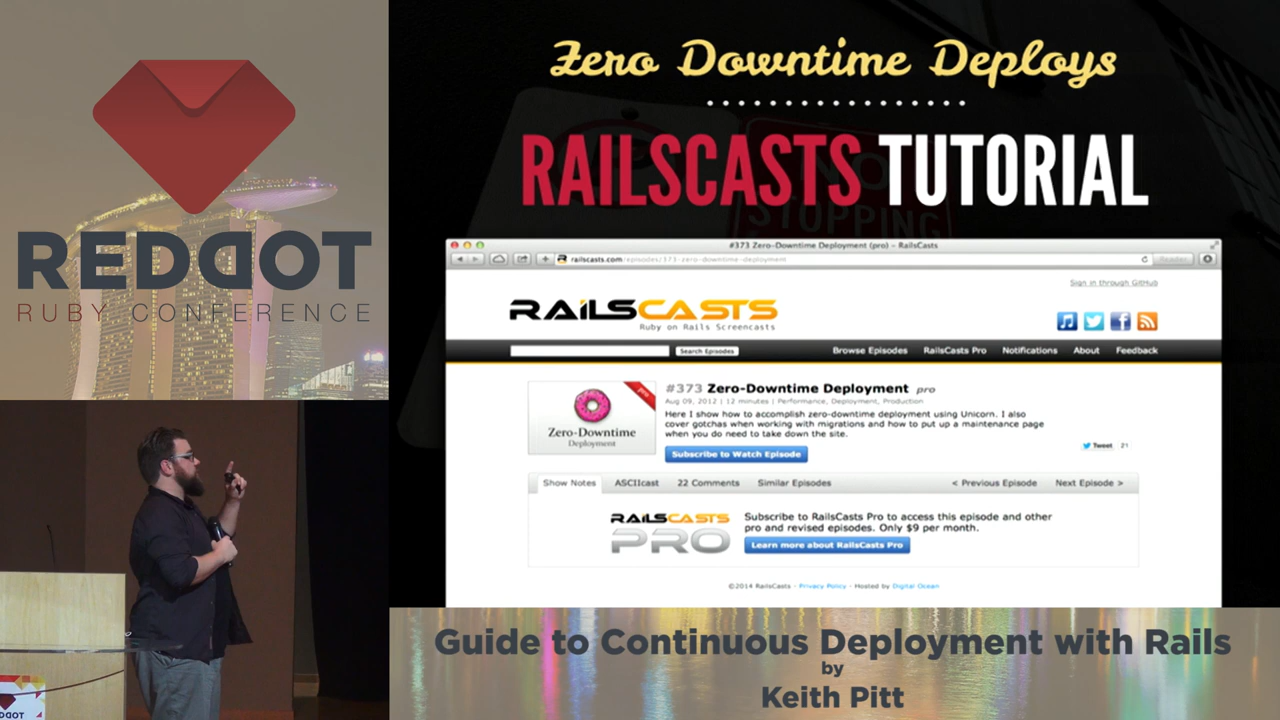 REDDOT
RUBY CONFERENCE
Zero Downtime Deploys
RAILSCASTS TUTORIAL
NO
STOPPING
#373 Zero-Downtime Deployment (pro) – RailsCasts
railscasts.com/episodes/373-zero-downtime-deployment
Reader
Sign in through GitHub
RAILSCASTS
Ruby on Rails Screencasts
Search Episodes
Browse Episodes RailsCasts Pro Notifications About Feedback
pro
Zero-Downtime
Deployment
#373 Zero-Downtime Deployment pro
Aug 09, 2012 | 12 minutes | Performance, Deployment, Production
Here I show how to accomplish zero-downtime deployment using Unicorn. I also
cover gotchas when working with migrations and how to put up a maintenance page
when you do need to take down the site.
Subscribe to Watch Episode
Tweet 21
Show Notes ASCIIcast 22 Comments Similar Episodes < Previous Episode Next Episode >
RAILSCASTS
PRO
Subscribe to RailsCasts Pro to access this episode and other
pro and revised episodes. Only $9 per month.
Learn more about RailsCasts Pro
©2014 RailsCasts · Privacy Policy · Hosted by Digital Ocean
Guide to Continuous Deployment with Rails
by
Keith Pitt